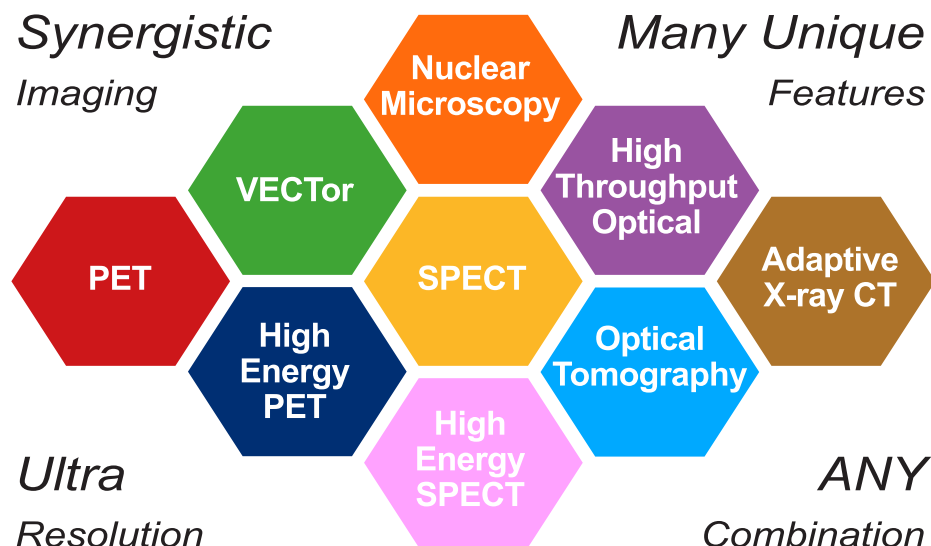 Synergistic
Imaging
Many Unique
Features
Nuclear
Microscopy
VECTor
High
Throughput
Optical
PET
SPECT
Adaptive
X-ray CT
High
Energy
PET
Optical
Tomography
High
Energy
SPECT
Ultra
Resolution
ANY
Combination